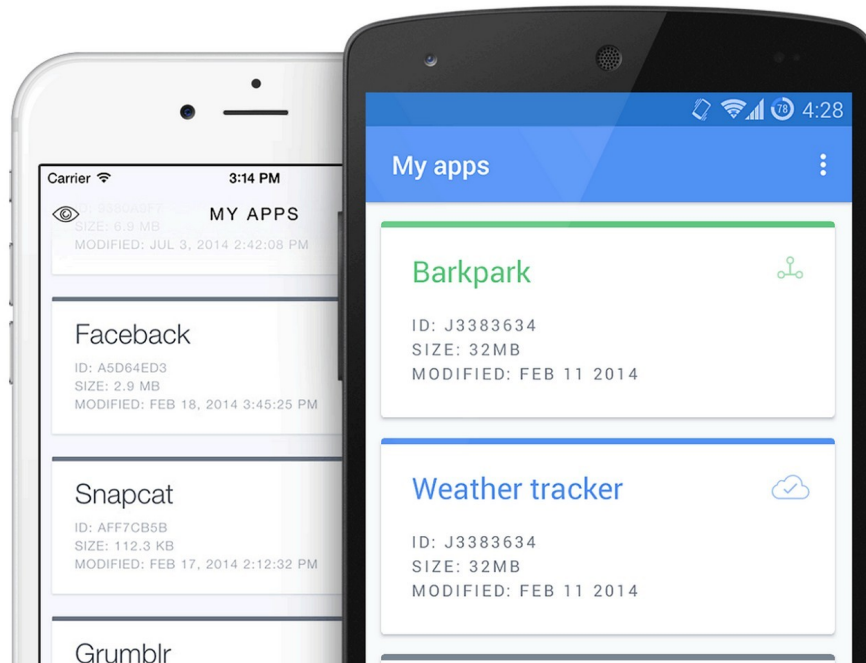 Carrier
3:14 PM
MY APPS
SIZE: 6.9 MB
MODIFIED: JUL 3, 2014 2:42:08 PM
Faceback
ID: A5D64ED3
SIZE: 2.9 MB
MODIFIED: FEB 18, 2014 3:45:25 PM
Snapcat
ID: AFF7CB5B
SIZE: 112.3 KB
MODIFIED: FEB 17, 2014 2:12:32 PM
Grumblr
78
4:28
My apps
Barkpark
ID: J3383634
SIZE: 32MB
MODIFIED: FEB 11 2014
Weather tracker
ID: J3383634
SIZE: 32MB
MODIFIED: FEB 11 2014